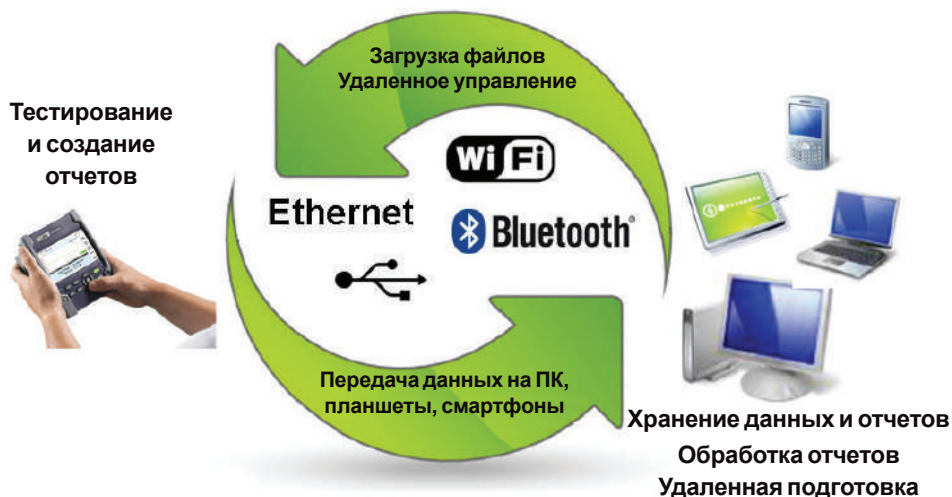 Загрузка файлов
Удаленное управление
Тестирование
и создание
отчетов
Wi Fi
Ethernet
Bluetooth®
Передача данных на ПК,
планшеты, смартфоны
Хранение данных и отчетов
Обработка отчетов
Удаленная подготовка